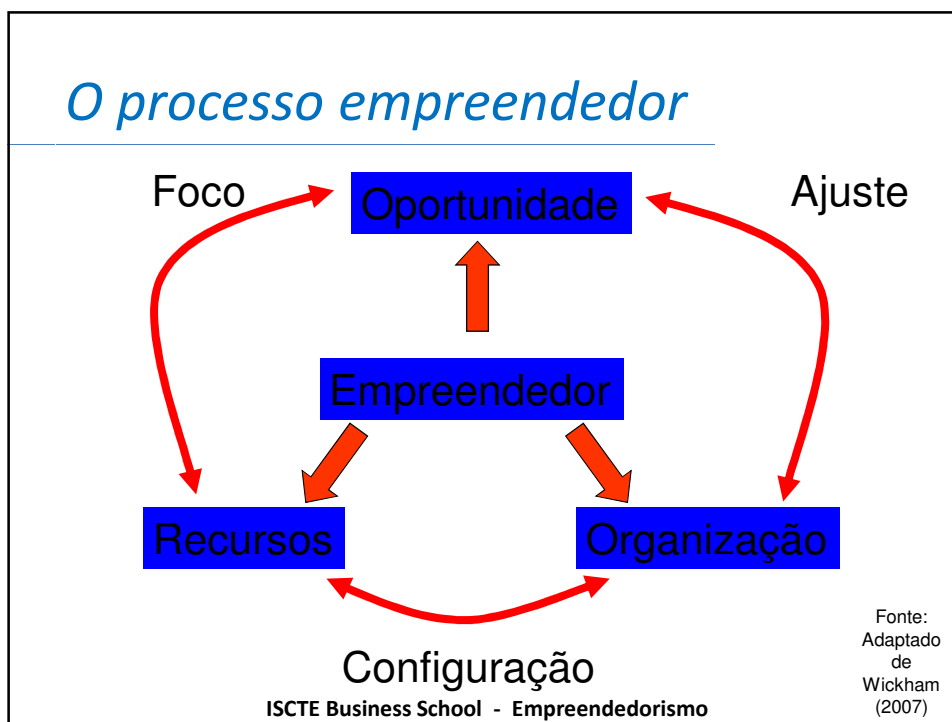 O processo empreendedor
Foco
Oportunidade
Ajuste
Empreendedor
Recursos
Organização
Configuração
Fonte:
Adaptado
de
Wickham
(2007)
ISCTE Business School - Empreendedorismo